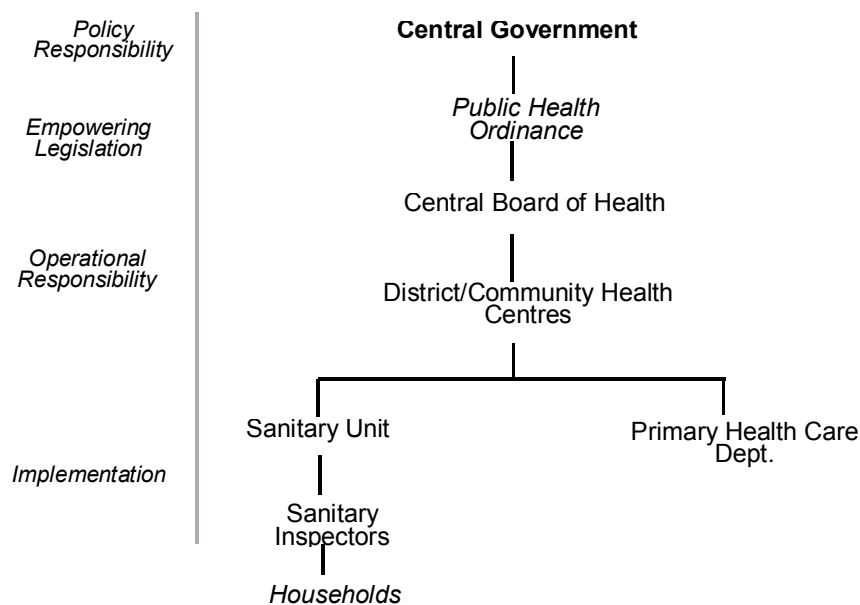 Policy
Responsibility
Central Government
Public Health
Ordinance
Empowering
Legislation
Central Board of Health
Operational
Responsibility
District/Community Health
Centres
Sanitary Unit
Primary Health Care
Dept.
Implementation
Sanitary
Inspectors
Households